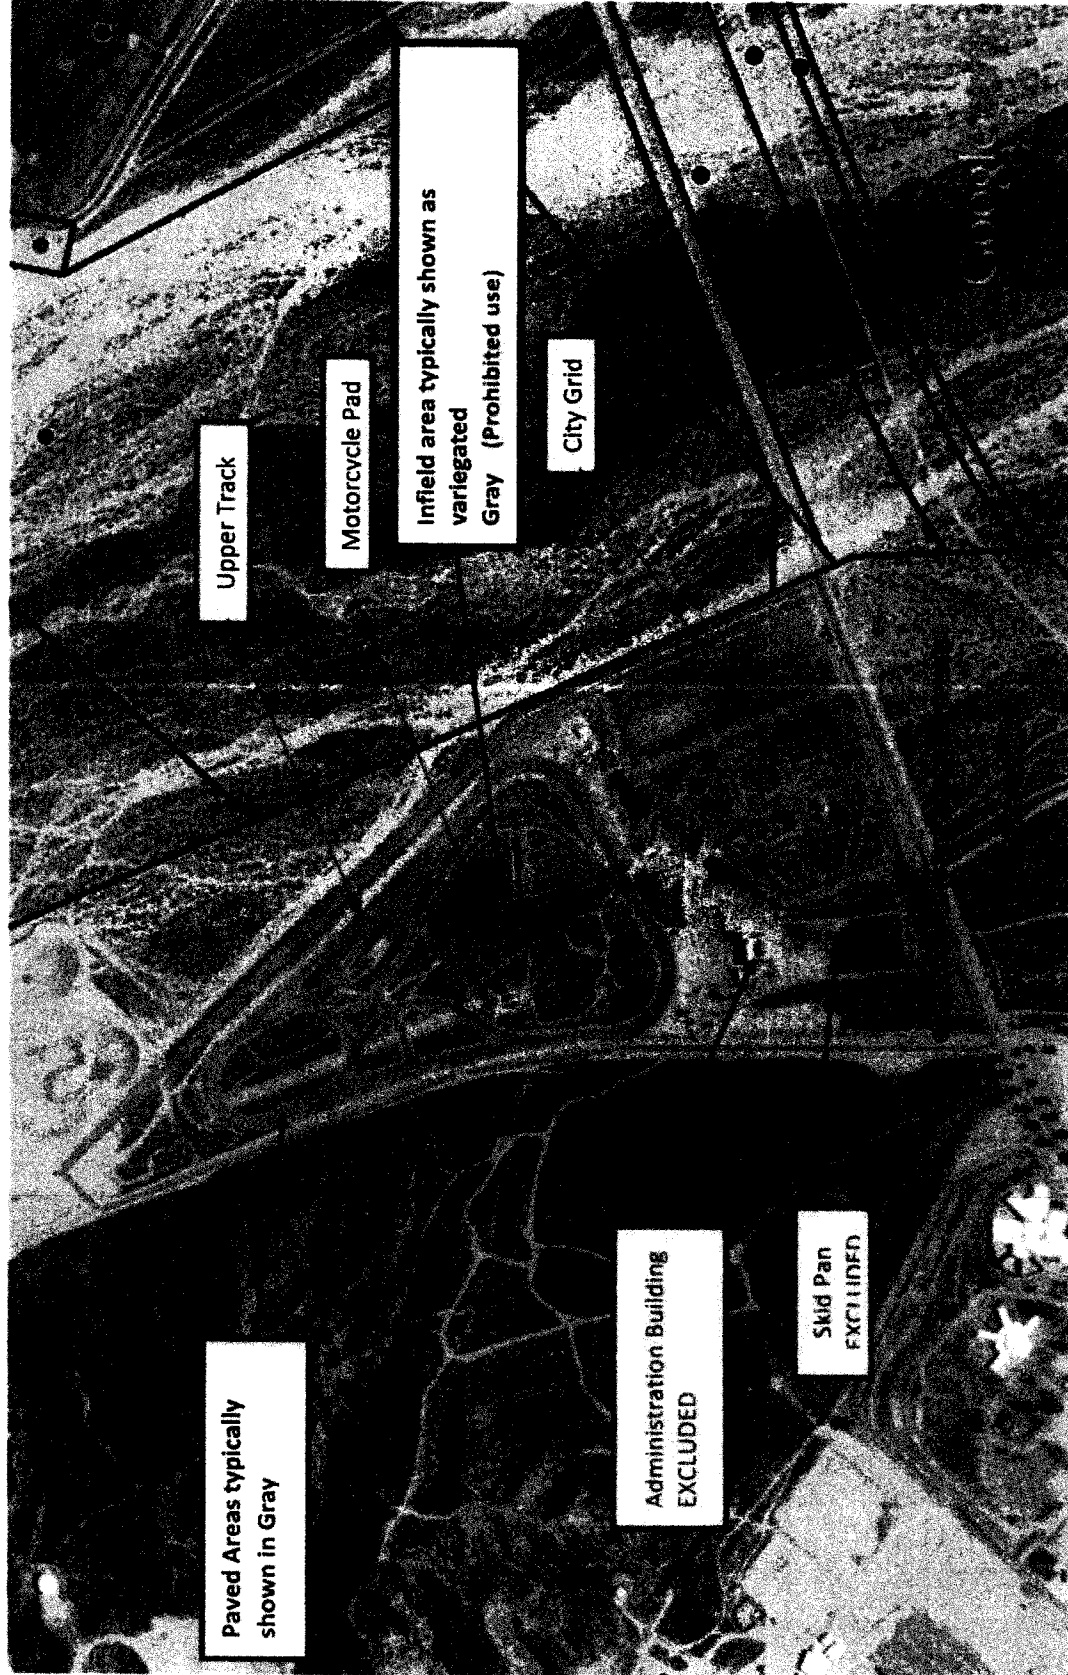 Paved Areas typically
shown in Gray
Administration Building
EXCLUDED
Skid Pan
EXCLUDED
Upper Track
Motorcycle Pad
Infield area typically shown as
variegated
Gray (Prohibited use)
City Grid